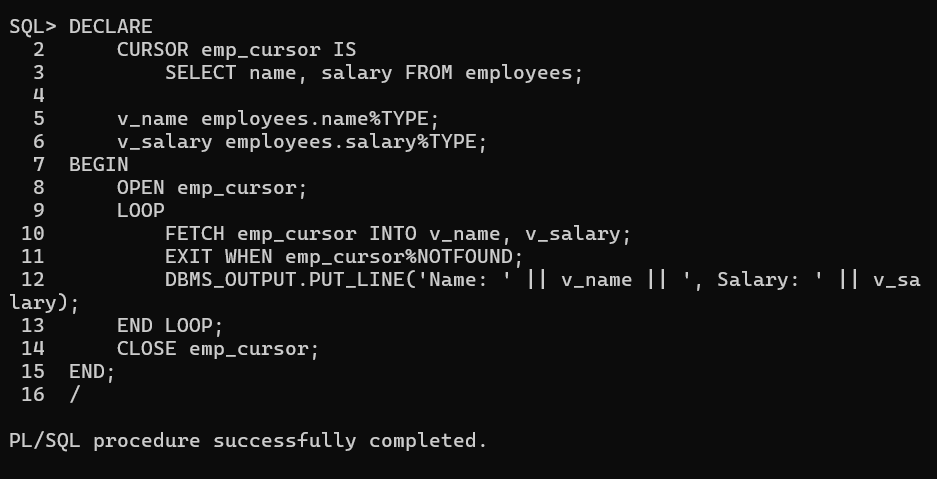 SQL> DECLARE
  2      CURSOR emp_cursor IS
  3          SELECT name, salary FROM employees;
  4
  5      v_name employees.name%TYPE;
  6      v_salary employees.salary%TYPE;
  7  BEGIN
  8      OPEN emp_cursor;
  9      LOOP
 10          FETCH emp_cursor INTO v_name, v_salary;
 11          EXIT WHEN emp_cursor%NOTFOUND;
 12          DBMS_OUTPUT.PUT_LINE('Name: ' || v_name || ', Salary: ' || v_sa
lary);
 13      END LOOP;
 14      CLOSE emp_cursor;
 15  END;
 16  /
PL/SQL procedure successfully completed.